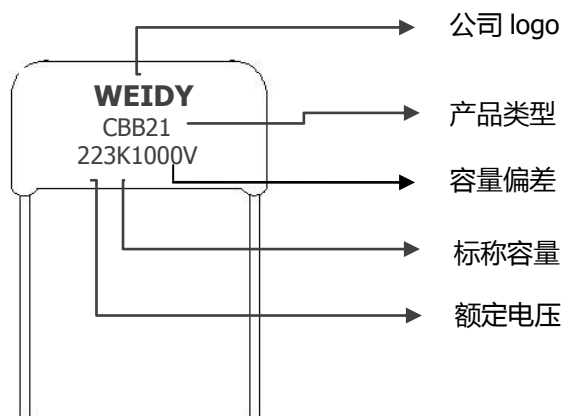 公司 logo
WEIDY
CBB21
223K1000V
产品类型
容量偏差
标称容量
额定电压